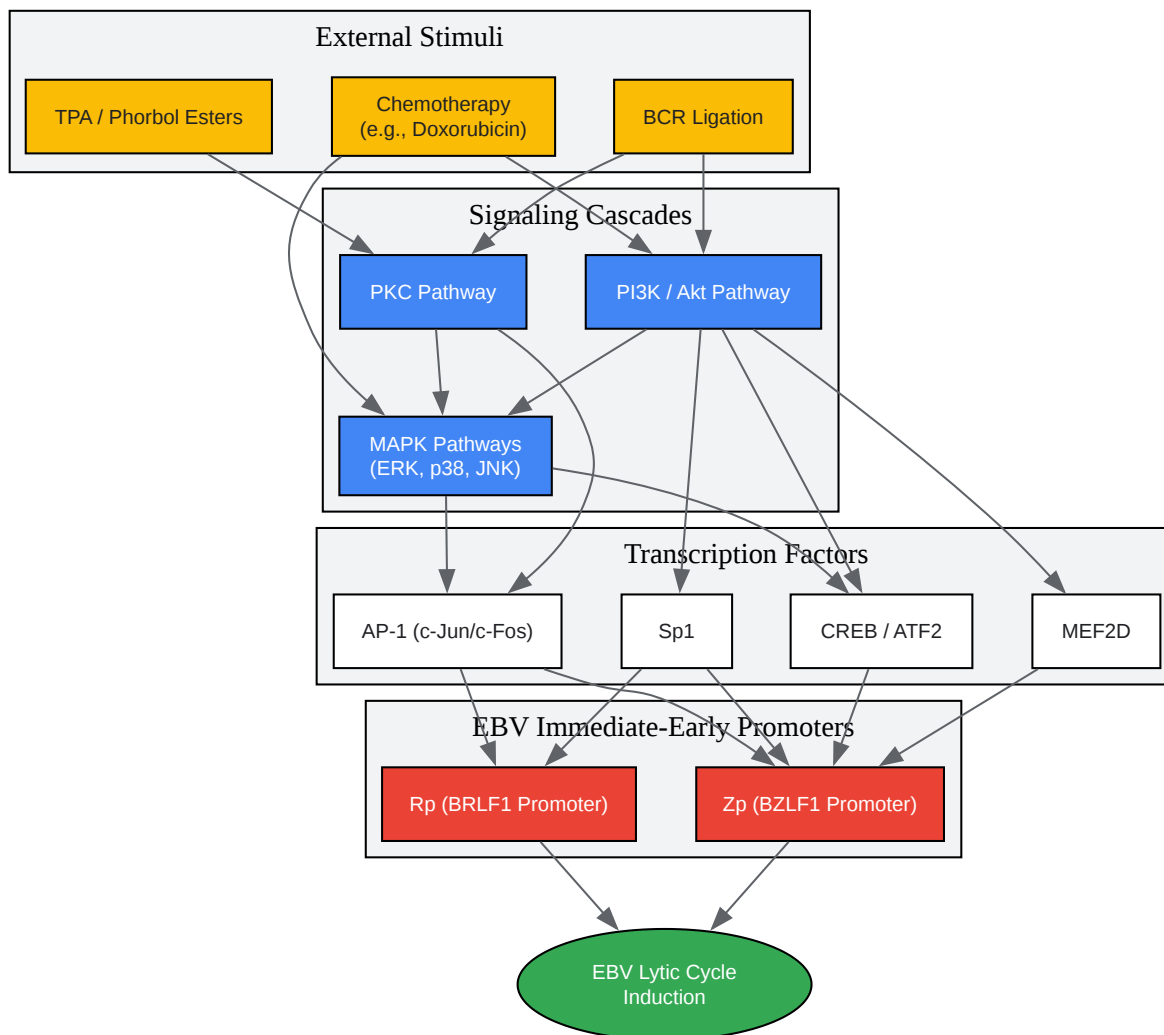 External Stimuli
TPA / Phorbol Esters
Chemotherapy
(e.g., Doxorubicin)
BCR Ligation
Signaling Cascades
PKC Pathway
PI3K / Akt Pathway
MAPK Pathways
(ERK, p38, JNK)
Transcription Factors
AP-1 (c-Jun/c-Fos)
Sp1
CREB / ATF2
MEF2D
EBV Immediate-Early Promoters
Rp (BRLF1 Promoter)
Zp (BZLF1 Promoter)
EBV Lytic Cycle
Induction